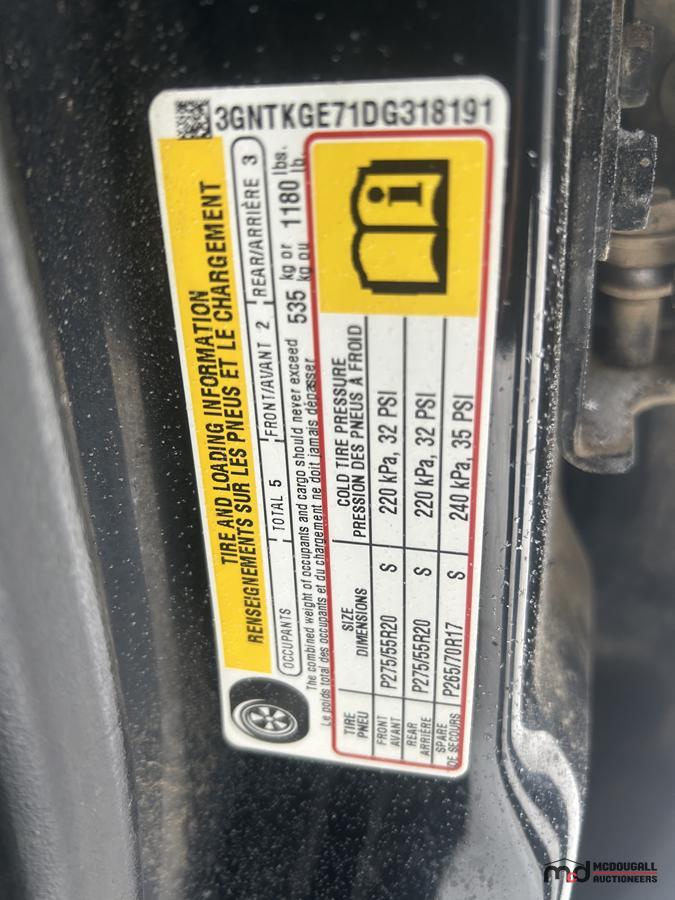 3GNTKGE71DG318191
TIRE AND LOADING INFORMATION
RENSEIGNEMENTS SUR LES PNEUS ET LE CHARGEMENT
OCCUPANTS TOTAL 5 FRONT/AVANT 2 REAR/ARRIÈRE 3
The combined weight of occupants and cargo should never exceed 535 kg or 1180 lbs.
Le poids total des occupants et du chargement ne doit jamais dépasser kg ou lb.
TIRE SIZE COLD TIRE PRESSURE
PNEU DIMENSIONS PRESSION DES PNEUS À FROID
FRONT
AVANT P275/55R20 S 220 kPa, 32 PSI
REAR
ARRIÈRE P275/55R20 S 220 kPa, 32 PSI
SPARE
DE SECOURS P265/70R17 S 240 kPa, 35 PSI
i
mcd MCDOUGALL
AUCTIONEERS